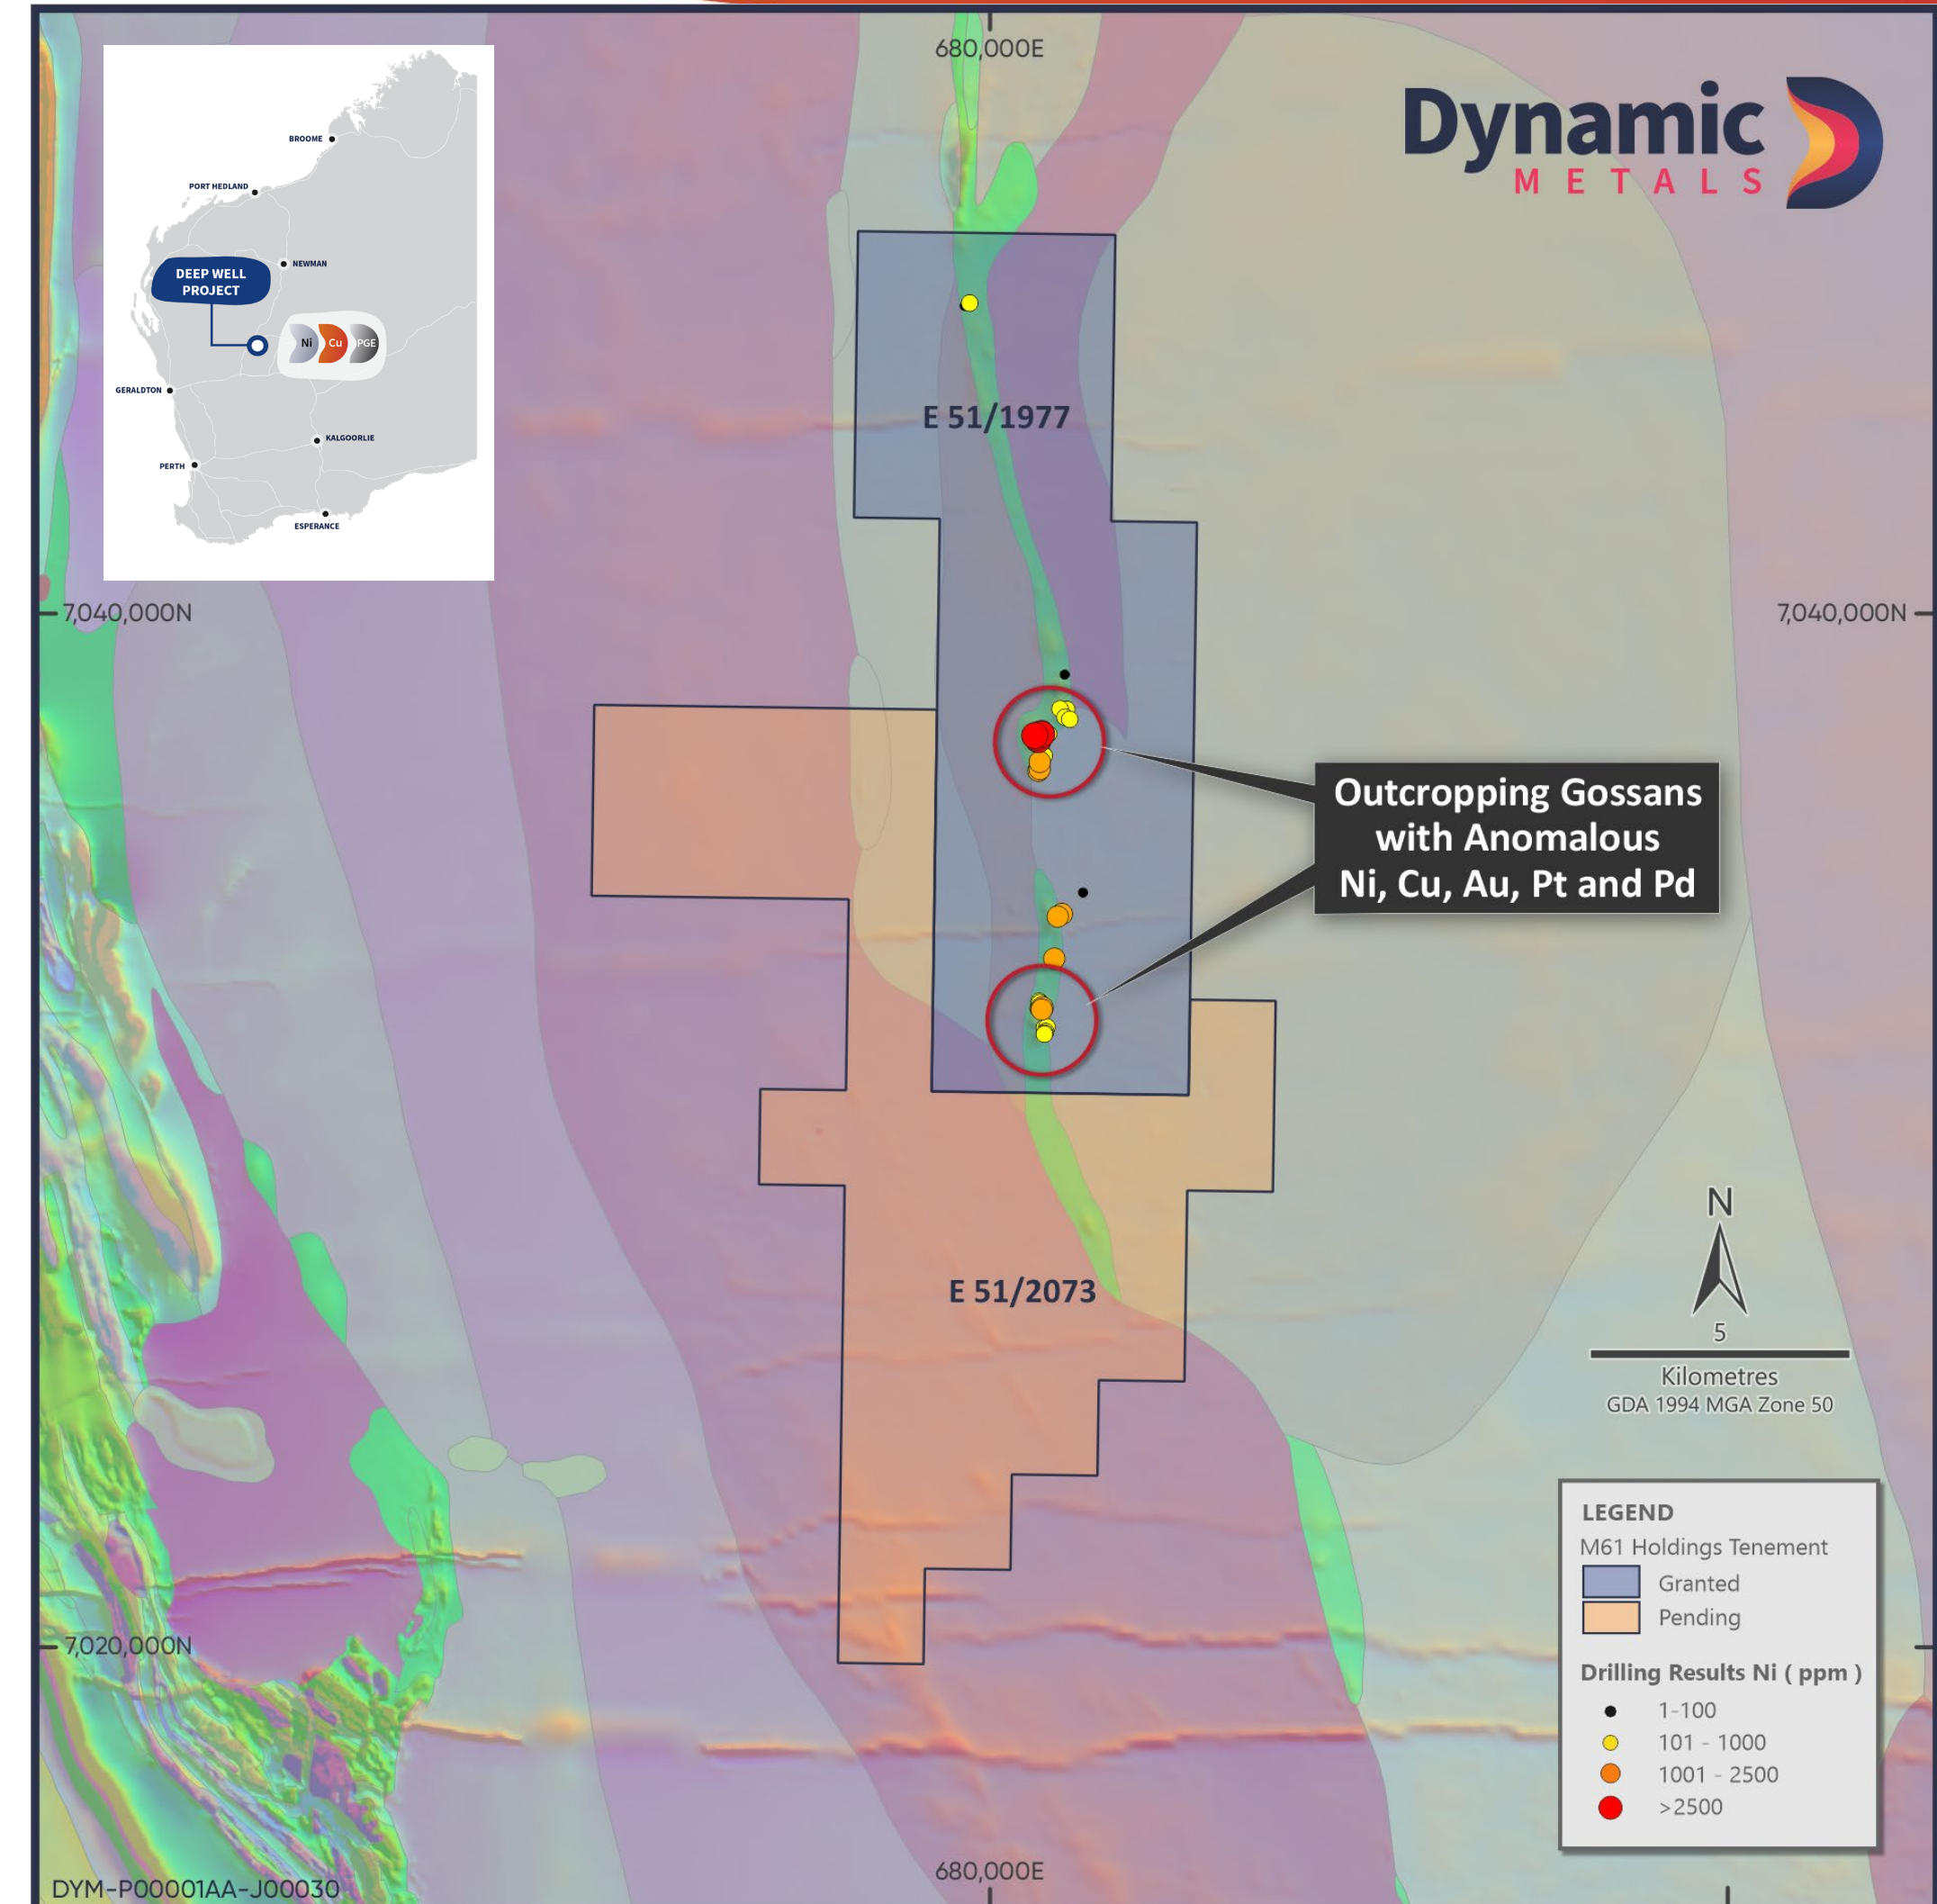 680,000E
Dynamic
METALS
BROOME
PORT HEDLAND
NEWMAN
DEEP WELL
PROJECT
Ni Cu PGE
GERALDTON
KALGOORLIE
PERTH
ESPERANCE
E 51/1977
7,040,000N
7,040,000N
Outcropping Gossans
with Anomalous
Ni, Cu, Au, Pt and Pd
E 51/2073
N
5
Kilometres
GDA 1994 MGA Zone 50
LEGEND
M61 Holdings Tenement
Granted
Pending
Drilling Results Ni ( ppm )
1-100
101 - 1000
1001 - 2500
>2500
7,020,000N
680,000E
DYM-P00001AA-J00030